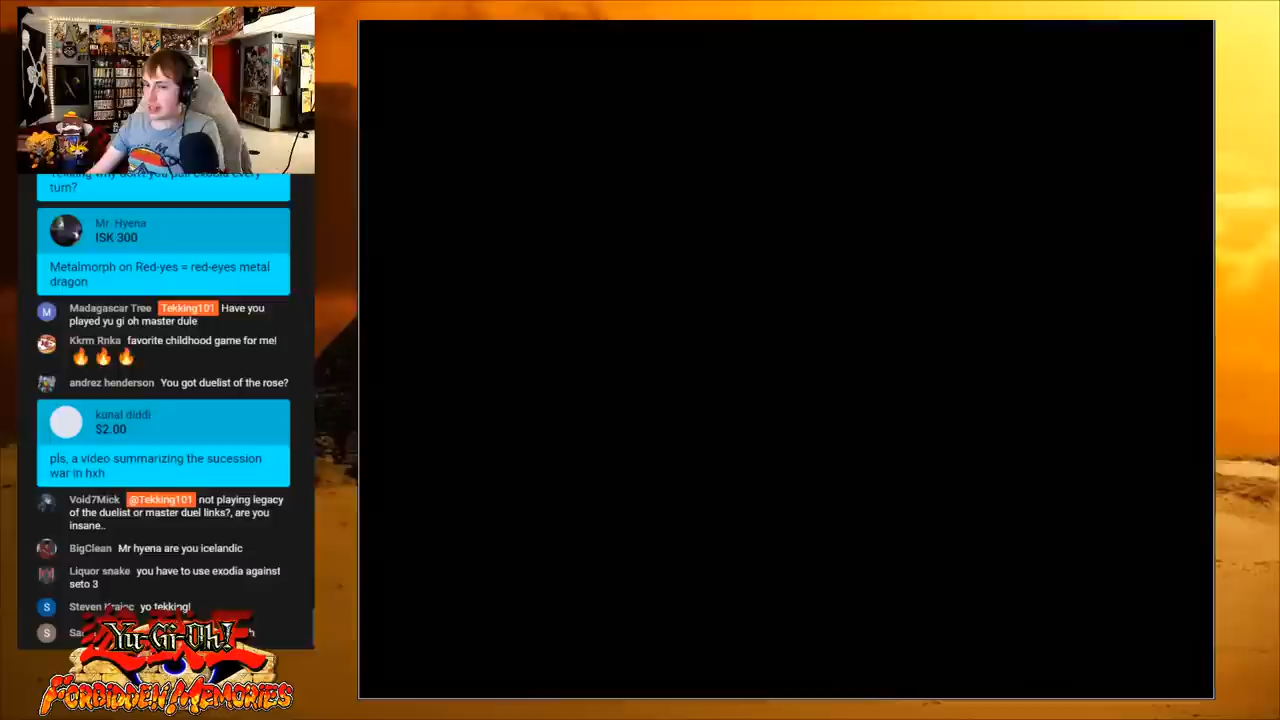 turn?
Mr. Hyena
ISK 300
Metalmorph on Red-yes = red-eyes metal
dragon
Madagascar Tree Tekking101 Have you
played yu gi oh master dule
Kkrm Rnka favorite childhood game for me!
andrez henderson You got duelist of the rose?
kunal diddi
$2.00
pls, a video summarizing the sucession
war in hxh
Void7Mick @Tekking101 not playing legacy
of the duelist or master duel links?, are you
insane..
BigClean Mr hyena are you icelandic
Liquor snake you have to use exodia against
seto 3
S Steven yo tekking!
S
Yu-Gi-Oh!
FORBIDDEN MEMORIES